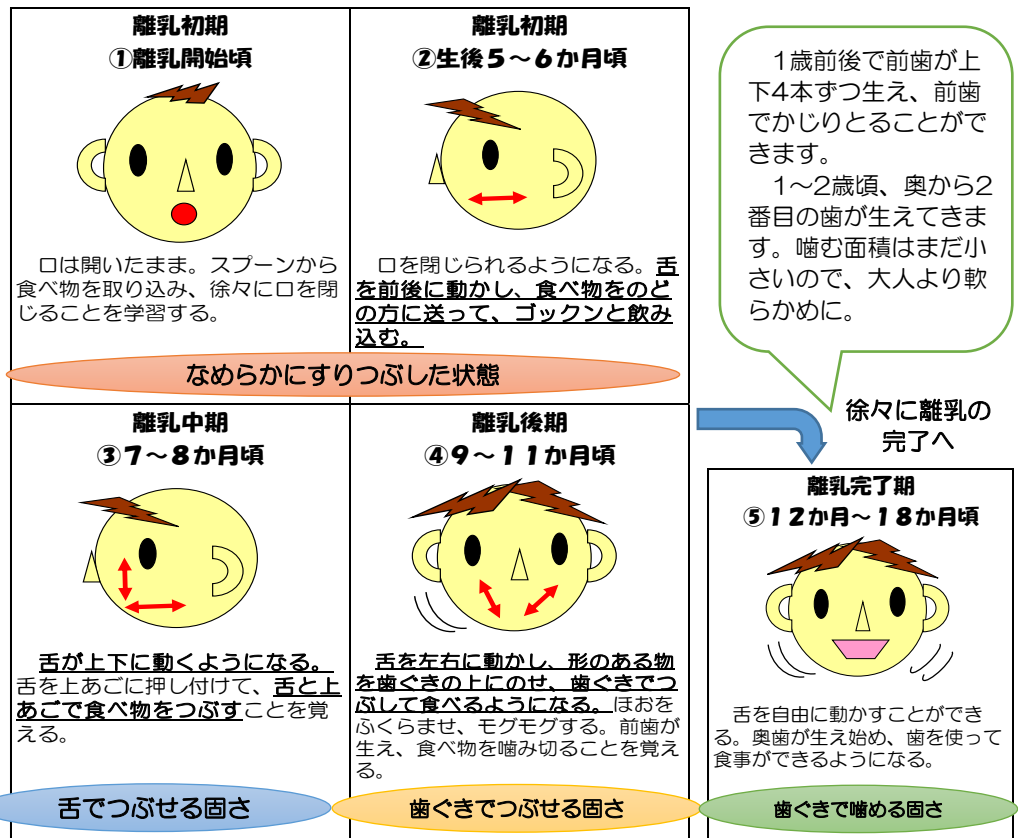 離乳初期
①離乳開始頃
口は開いたまま。スプーンから
食べ物を取り込み、徐々に口を閉
じることを学習する。
離乳初期
②生後５～６か月頃
口を閉じられるようになる。舌
を前後に動かし、食べ物をのど
の方に送って、ゴックンと飲み
込む。
なめらかにすりつぶした状態
1歳前後で前歯が上
下4本ずつ生え、前歯
でかじりとることがで
きます。
1～2歳頃、奥から2
番目の歯が生えてきま
す。噛む面積はまだ小
さいので、大人より軟
らかめに。
離乳中期
③７～８か月頃
舌が上下に動くようになる。
舌を上あごに押し付けて、舌と上
あごで食べ物をつぶすことを覚
える。
舌でつぶせる固さ
離乳後期
④９～１１か月頃
舌を左右に動かし、形のある物
を歯ぐきの上にのせ、歯ぐきでつ
ぶして食べるようになる。ほおを
ふくらませ、モグモグする。前歯が
生え、食べ物を噛み切ることを覚え
る。
歯ぐきでつぶせる固さ
徐々に離乳の
完了へ
離乳完了期
⑤１２か月～１８か月頃
舌を自由に動かすことができ
る。奥歯が生え始め、歯を使って
食事ができるようになる。
歯ぐきで噛める固さ